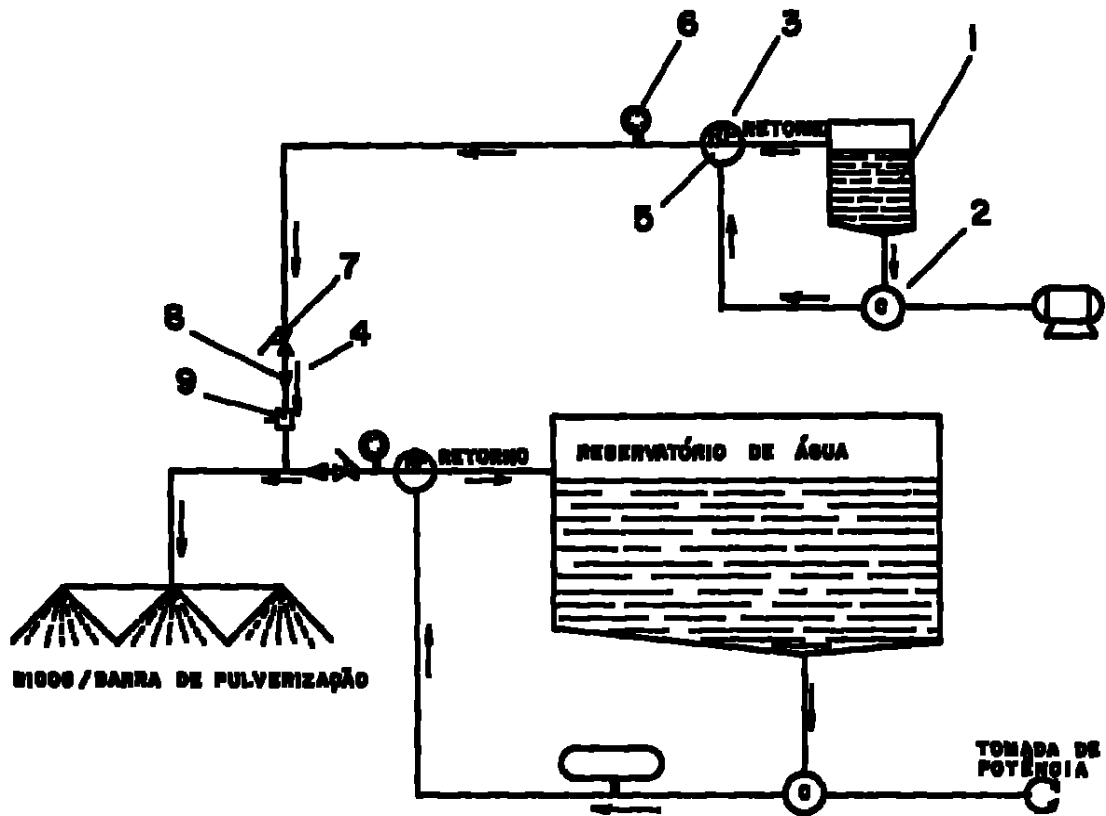 6
3
1
RETORNO
5
2
7
8
4
9
RETORNO
RESERVATÓRIO DE ÁGUA
BICOS/BARRA DE PULVERIZAÇÃO
TOMADA DE
POTÊNCIA